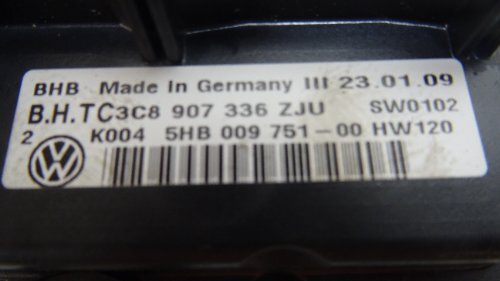 BHB Made In Germany III 23.01.09
B.H.TC3C8 907 336 ZJU SW0102
2 K004 5HB 009 751-00 HW120